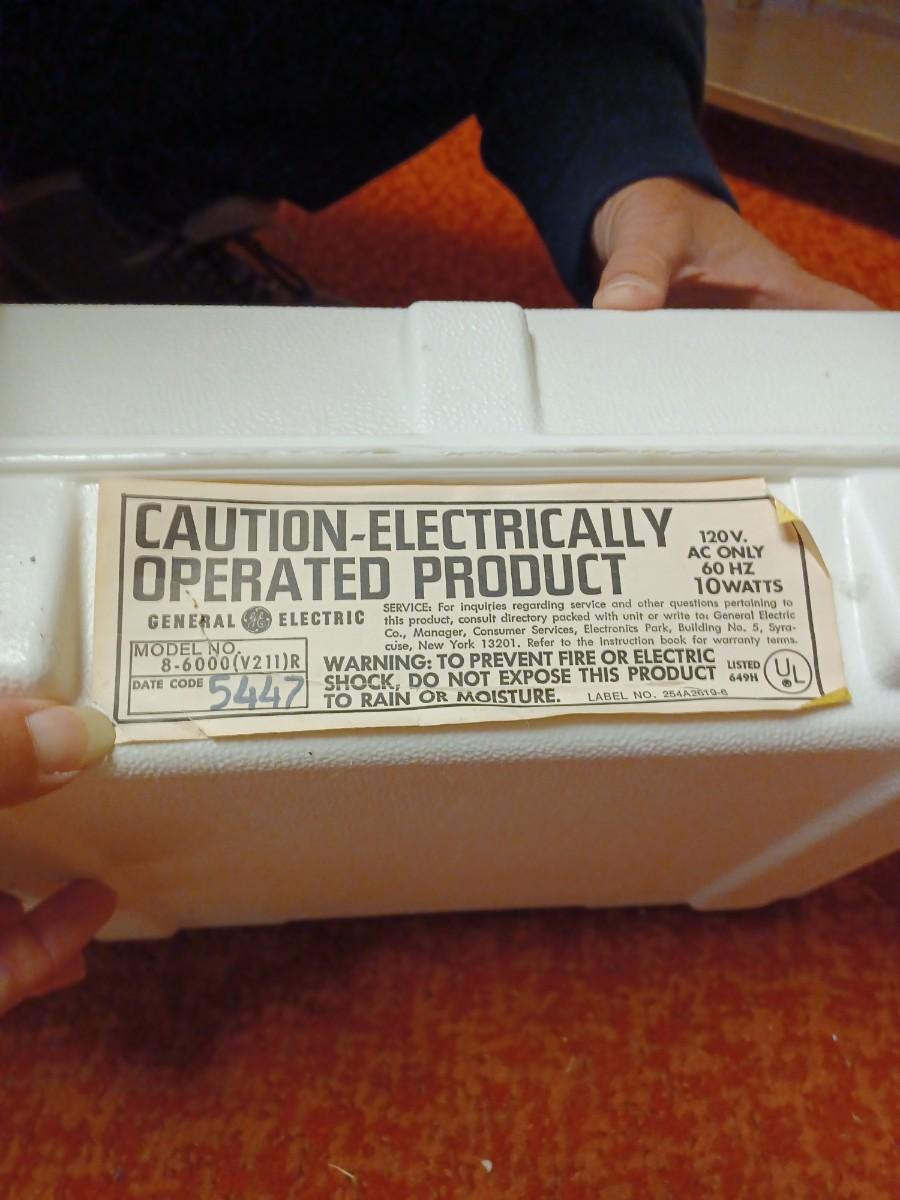 CAUTION-ELECTRICALLY
OPERATED PRODUCT
120V.
AC ONLY
60 HZ
10 WATTS
GENERAL GE ELECTRIC
SERVICE: For inquiries regarding service and other questions pertaining to
this product, consult directory packed with unit or write to: General Electric
Co., Manager, Consumer Services, Electronics Park, Building No. 5, Syra-
cuse, New York 13201. Refer to the instruction book for warranty terms.
MODEL NO.
8-6000(V211)R
DATE CODE 5447
WARNING: TO PREVENT FIRE OR ELECTRIC
SHOCK, DO NOT EXPOSE THIS PRODUCT
TO RAIN OR MOISTURE.
LABEL NO. 254A2619-6
LISTED
649H
UL
®